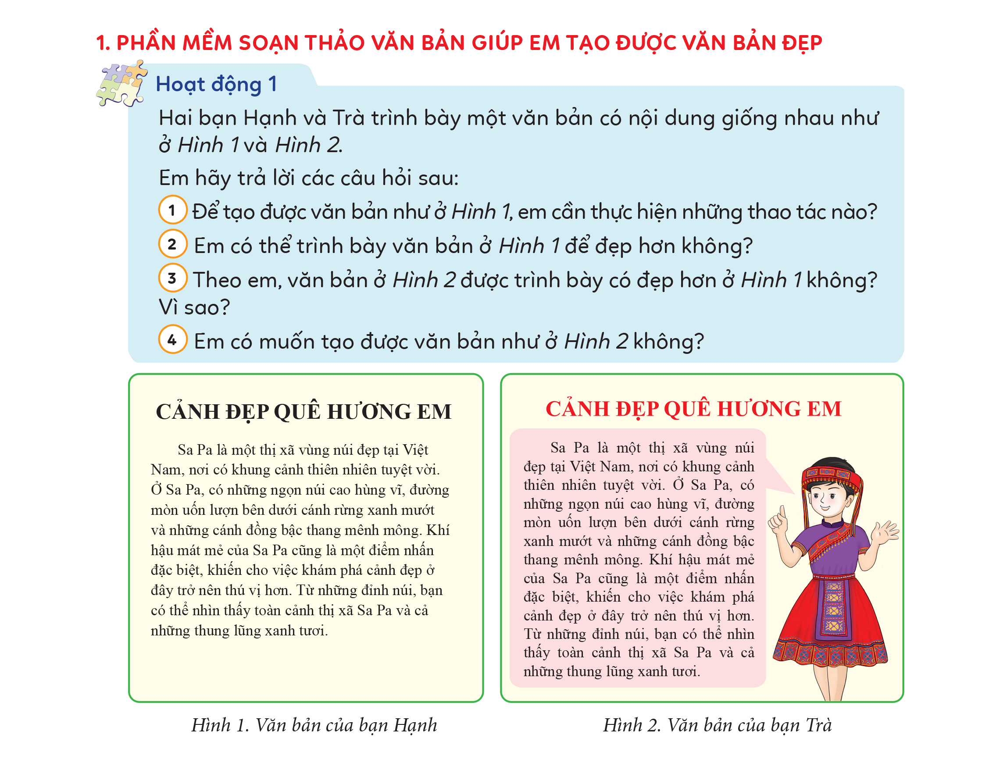 1. PHẦN MỀM SOẠN THẢO VĂN BẢN GIÚP EM TẠO ĐƯỢC VĂN BẢN ĐẸP
Hoạt động 1
Hai bạn Hạnh và Trà trình bày một văn bản có nội dung giống nhau như
ở Hình 1 và Hình 2.
Em hãy trả lời các câu hỏi sau:
1 Để tạo được văn bản như ở Hình 1, em cần thực hiện những thao tác nào?
2 Em có thể trình bày văn bản ở Hình 1 để đẹp hơn không?
3 Theo em, văn bản ở Hình 2 được trình bày có đẹp hơn ở Hình 1 không?
Vì sao?
4 Em có muốn tạo được văn bản như ở Hình 2 không?
CẢNH ĐẸP QUÊ HƯƠNG EM
Sa Pa là một thị xã vùng núi đẹp tại Việt
Nam, nơi có khung cảnh thiên nhiên tuyệt vời.
Ở Sa Pa, có những ngọn núi cao hùng vĩ, đường
mòn uốn lượn bên dưới cánh rừng xanh mướt
và những cánh đồng bậc thang mênh mông. Khí
hậu mát mẻ của Sa Pa cũng là một điểm nhấn
đặc biệt, khiến cho việc khám phá cảnh đẹp ở
đây trở nên thú vị hơn. Từ những đỉnh núi, bạn
có thể nhìn thấy toàn cảnh thị xã Sa Pa và cả
những thung lũng xanh tươi.
Hình 1. Văn bản của bạn Hạnh
CẢNH ĐẸP QUÊ HƯƠNG EM
Sa Pa là một thị xã vùng núi
đẹp tại Việt Nam, nơi có khung cảnh
thiên nhiên tuyệt vời. Ở Sa Pa, có
những ngọn núi cao hùng vĩ, đường
mòn uốn lượn bên dưới cánh rừng
xanh mướt và những cánh đồng bậc
thang mênh mông. Khí hậu mát mẻ
của Sa Pa cũng là một điểm nhấn
đặc biệt, khiến cho việc khám phá
cảnh đẹp ở đây trở nên thú vị hơn.
Từ những đỉnh núi, bạn có thể nhìn
thấy toàn cảnh thị xã Sa Pa và cả
những thung lũng xanh tươi.
Hình 2. Văn bản của bạn Trà